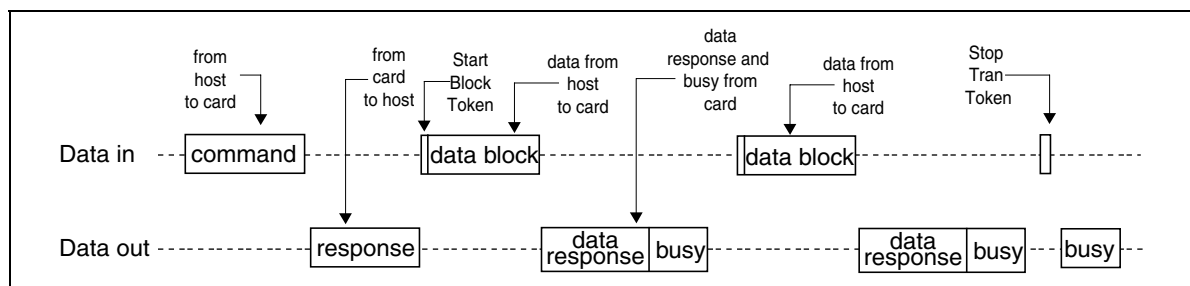 from
host
to card
from
card
to host
Start
Block
Token
data from
host
to card
data
response and
busy from
card
data from
host
to card
Stop
Tran
Token
Data in
command
data block
data block
Data out
response
data
response
busy
data
response
busy
busy